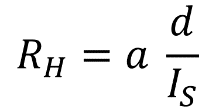 R_H = a d/I_S